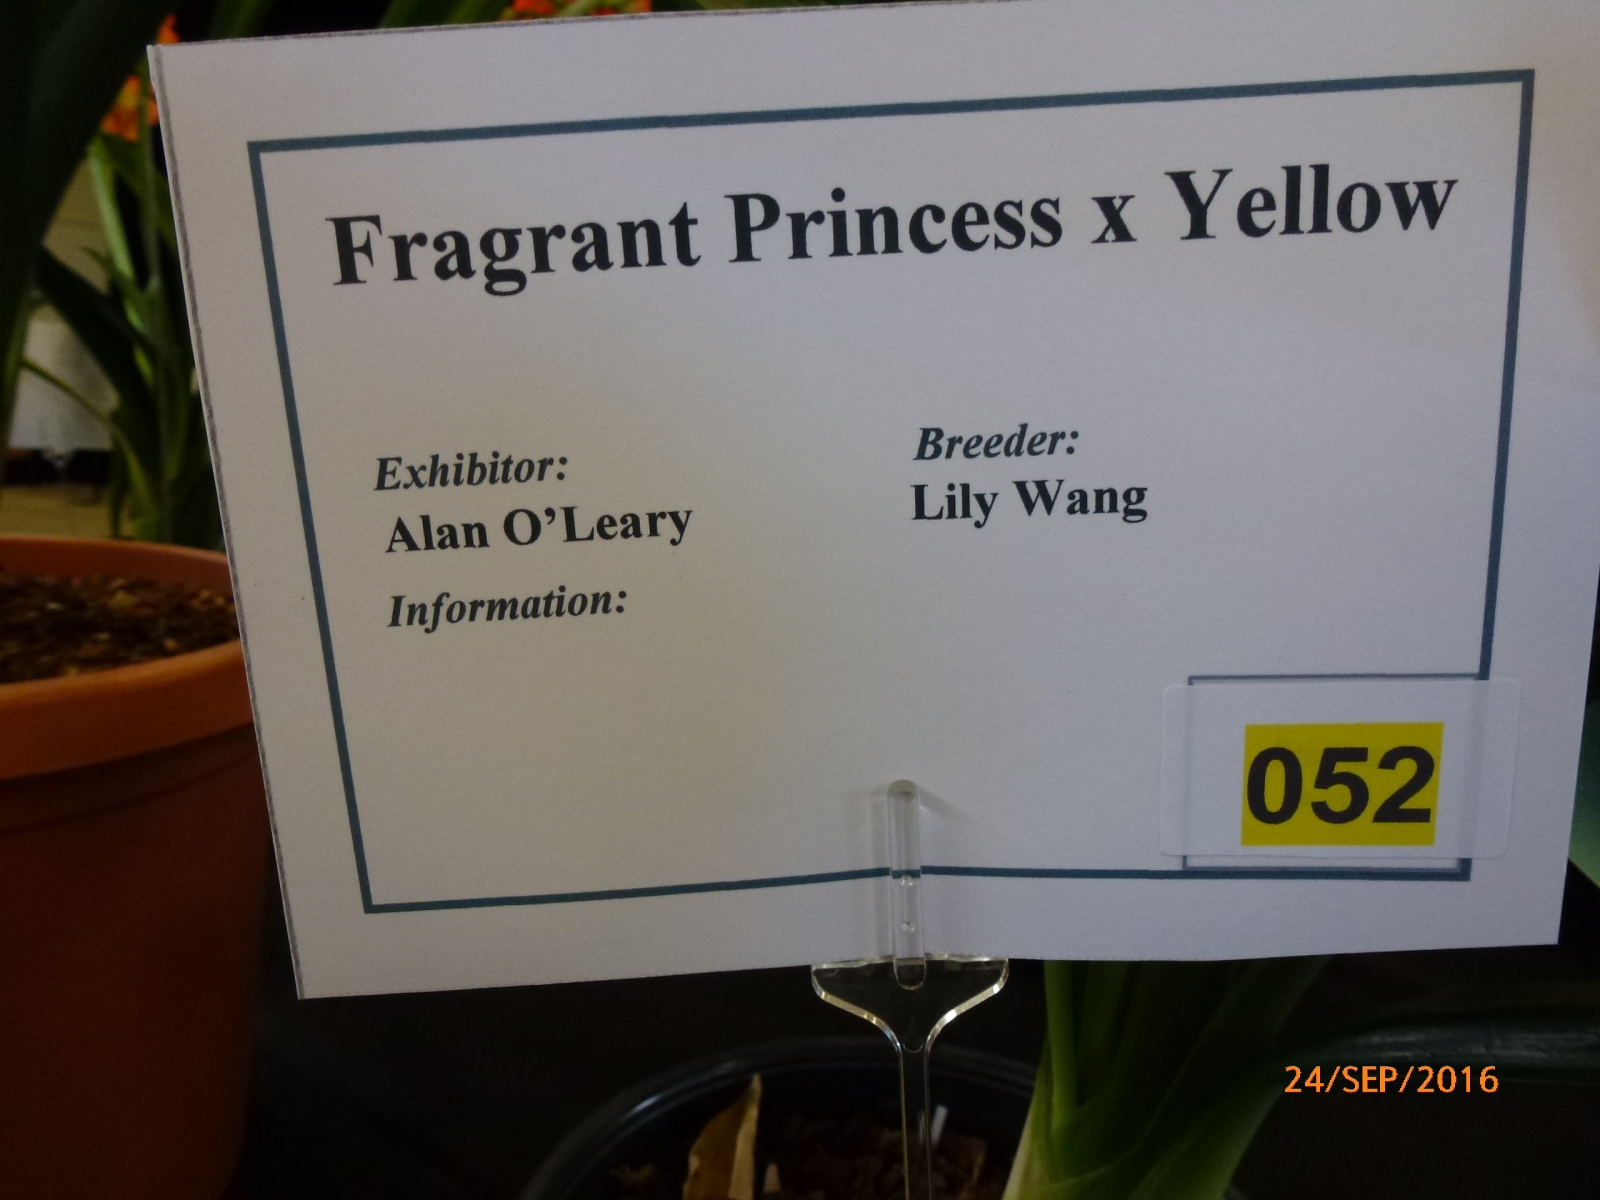 Fragrant Princess x Yellow
Exhibitor:
Alan O’Leary
Breeder:
Lily Wang
Information:
052
24/SEP/2016